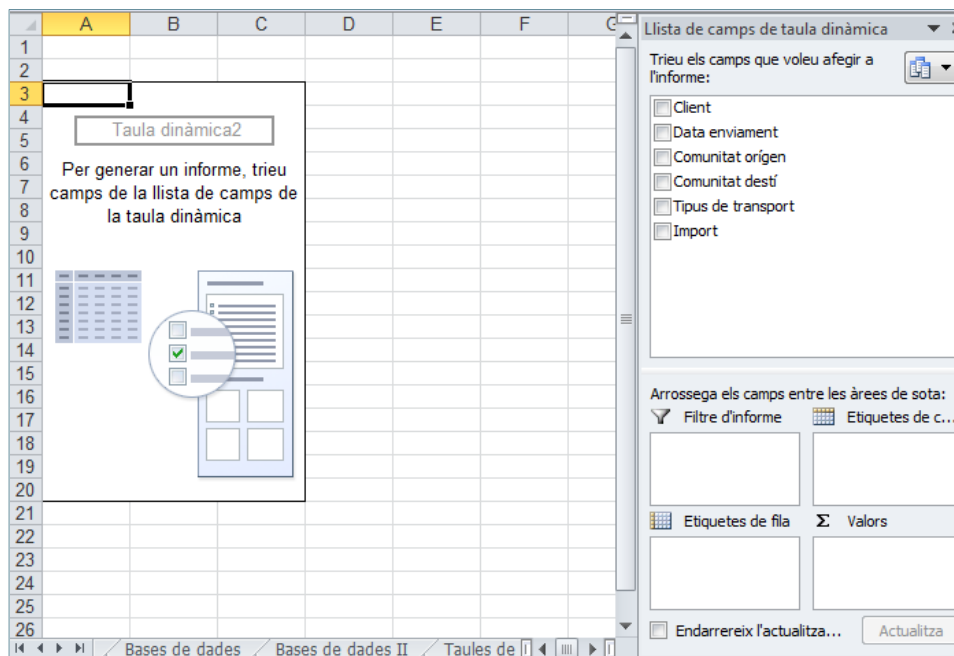 A B C D E F G
1
2
3
4
5
6
7
8
9
10
11
12
13
14
15
16
17
18
19
20
21
22
23
24
25
26
Taula dinàmica2
Per generar un informe, trieu
camps de la llista de camps de
la taula dinàmica
Bases de dades
Bases de dades II
Taules de
Llista de camps de taula dinàmica
Trieu els camps que voleu afegir a
l'informe:
Client
Data enviament
Comunitat orígen
Comunitat destí
Tipus de transport
Import
Arrossega els camps entre les àrees de sota:
Filtre d'informe
Etiquetes de c...
Etiquetes de fila
Σ Valors
Endarrereix l'actualitza...
Actualitza